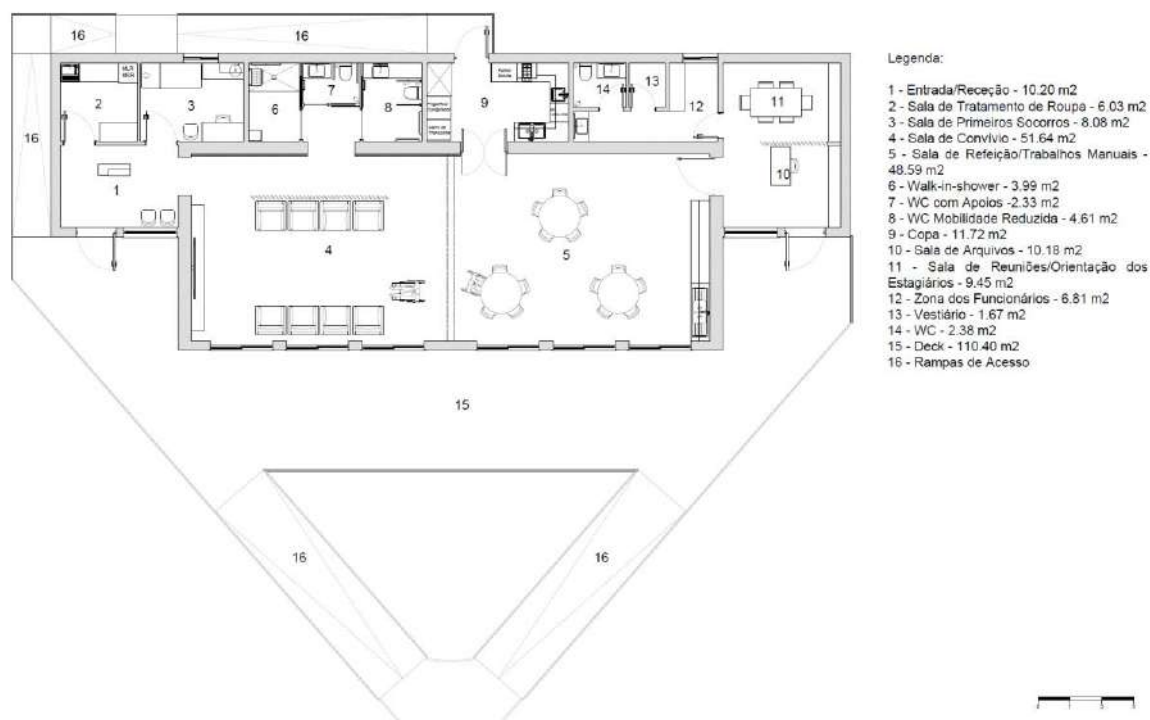 16
16
16
2
MLR
MSR
3
6
7
8
9
14
13
12
11
10
1
4
5
15
16
16
Legenda:
1 - Entrada/Receção - 10.20 m2
2 - Sala de Tratamento de Roupa - 6.03 m2
3 - Sala de Primeiros Socorros - 8.08 m2
4 - Sala de Convívio - 51.64 m2
5 - Sala de Refeição/Trabalhos Manuais -
48.59 m2
6 - Walk-in-shower - 3.99 m2
7 - WC com Apoios -2.33 m2
8 - WC Mobilidade Reduzida - 4.61 m2
9 - Copa - 11.72 m2
10 - Sala de Arquivos - 10.18 m2
11 - Sala de Reuniões/Orientação dos
Estagiários - 9.45 m2
12 - Zona dos Funcionários - 6.81 m2
13 - Vestiário - 1.67 m2
14 - WC - 2.38 m2
15 - Deck - 110.40 m2
16 - Rampas de Acesso